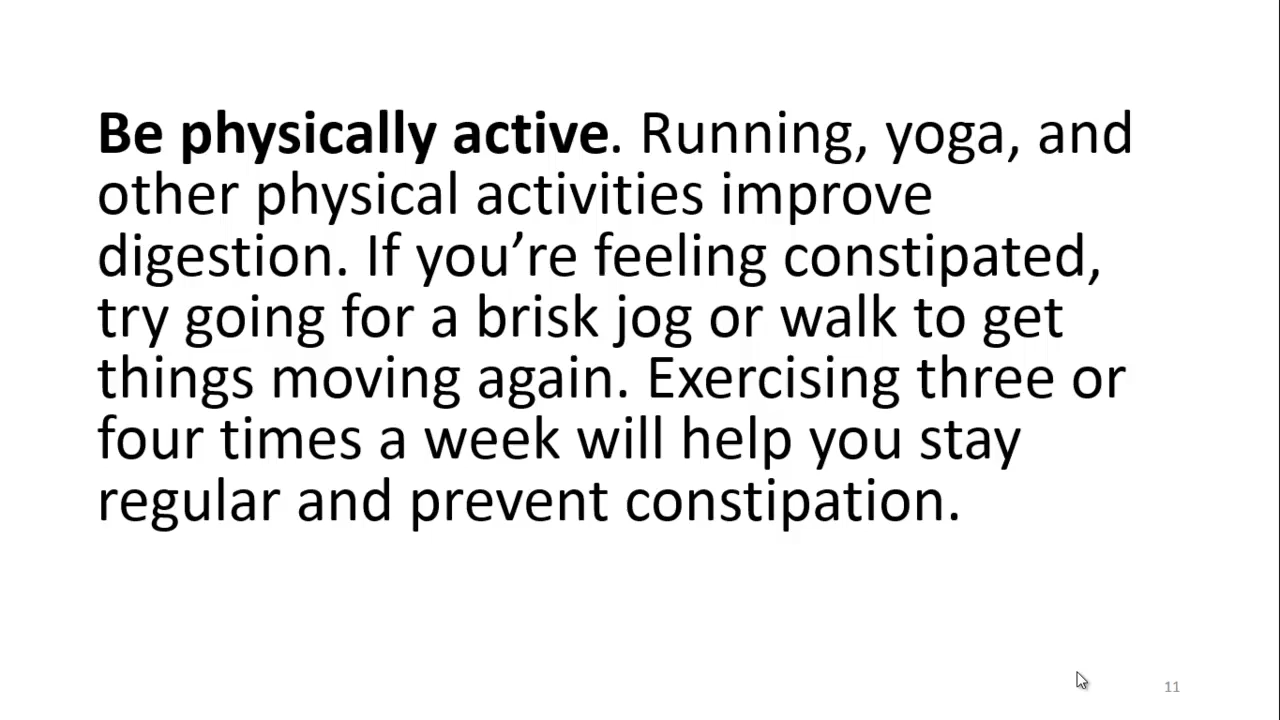 Be physically active. Running, yoga, and
other physical activities improve
digestion. If you’re feeling constipated,
try going for a brisk jog or walk to get
things moving again. Exercising three or
four times a week will help you stay
regular and prevent constipation.
11